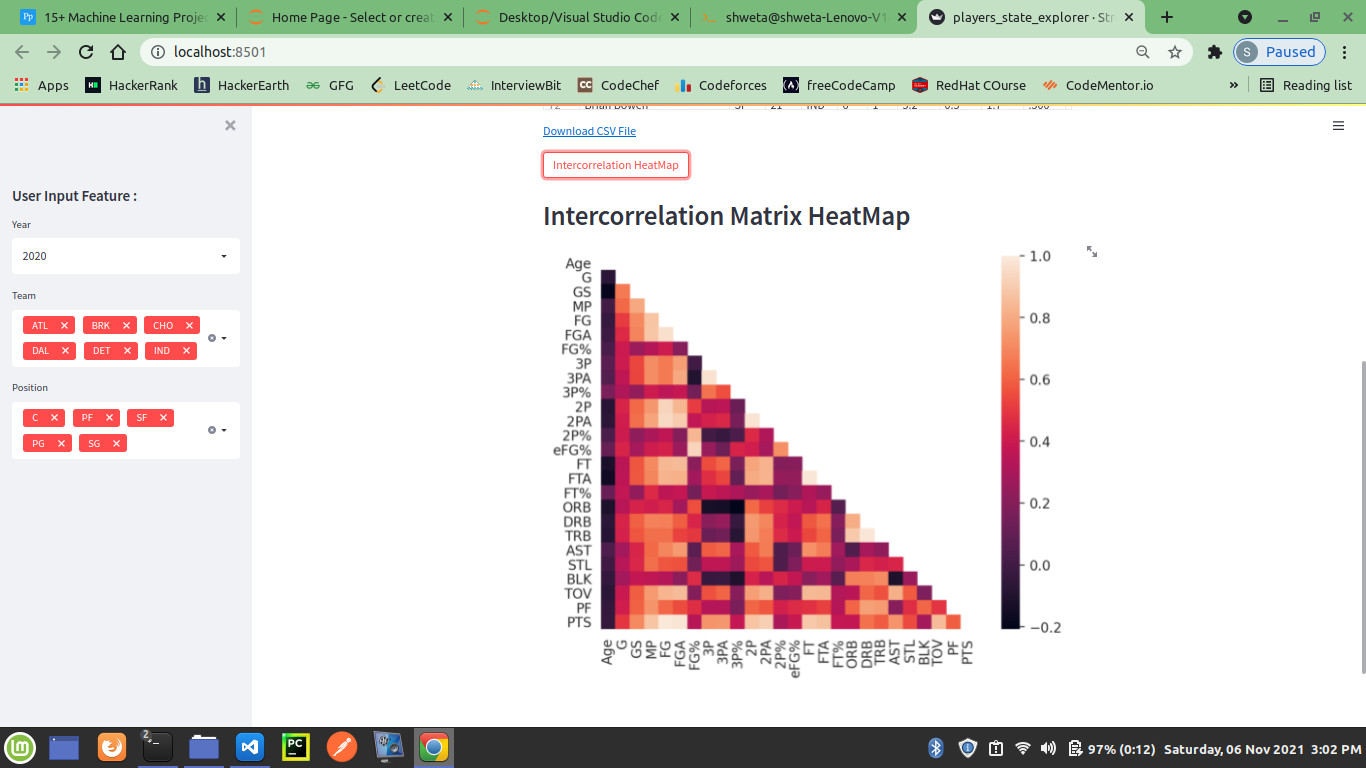 15+ Machine Learning Projec
Home Page - Select or creat
Desktop/Visual Studio Code
shweta@shweta-Lenovo-V1
players_state_explorer · Str
localhost:8501
S Paused
Apps
HackerRank
HackerEarth
GFG
LeetCode
InterviewBit
CodeChef
Codeforces
freeCodeCamp
RedHat COurse
CodeMentor.io
»
Reading list
User Input Feature :
Year
2020
Team
ATL
BRK
CHO
DAL
DET
IND
Position
C
PF
SF
PG
SG
Download CSV File
Intercorrelation HeatMap
Intercorrelation Matrix HeatMap
Age
G
GS
MP
FG
FGA
FG%
3P
3PA
3P%
2P
2PA
2P%
eFG%
FT
FTA
FT%
ORB
DRB
TRB
AST
STL
BLK
TOV
PF
PTS
Age G GS MP FG FGA FG% 3P 3PA 3P% 2P 2PA 2P% eFG% FT FTA FT% ORB DRB TRB AST STL BLK TOV PF PTS
1.0
0.8
0.6
0.4
0.2
0.0
−0.2
2
PC
97% (0:12)
Saturday, 06 Nov 2021
3:02 PM